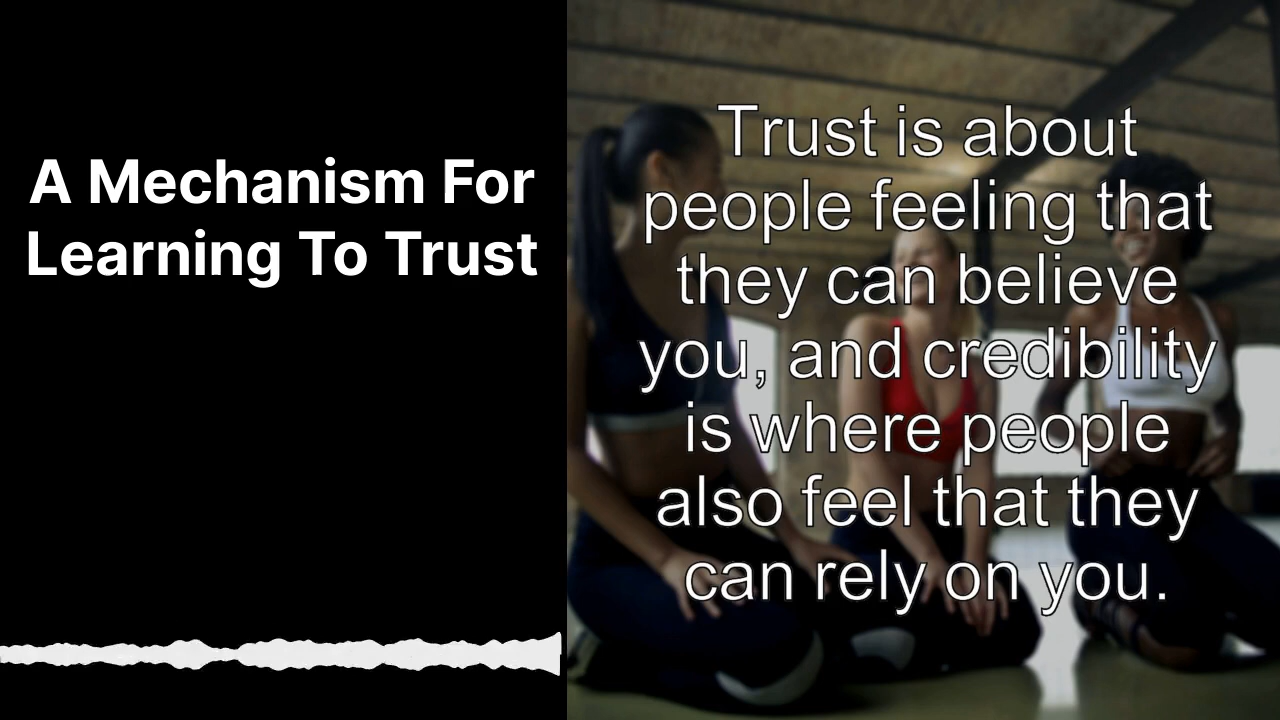 A Mechanism For
Learning To Trust
Trust is about
people feeling that
they can believe
you, and credibility
is where people
also feel that they
can rely on you.